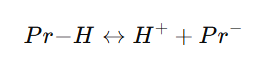 Pr−H ↔ H⁺ + Pr⁻